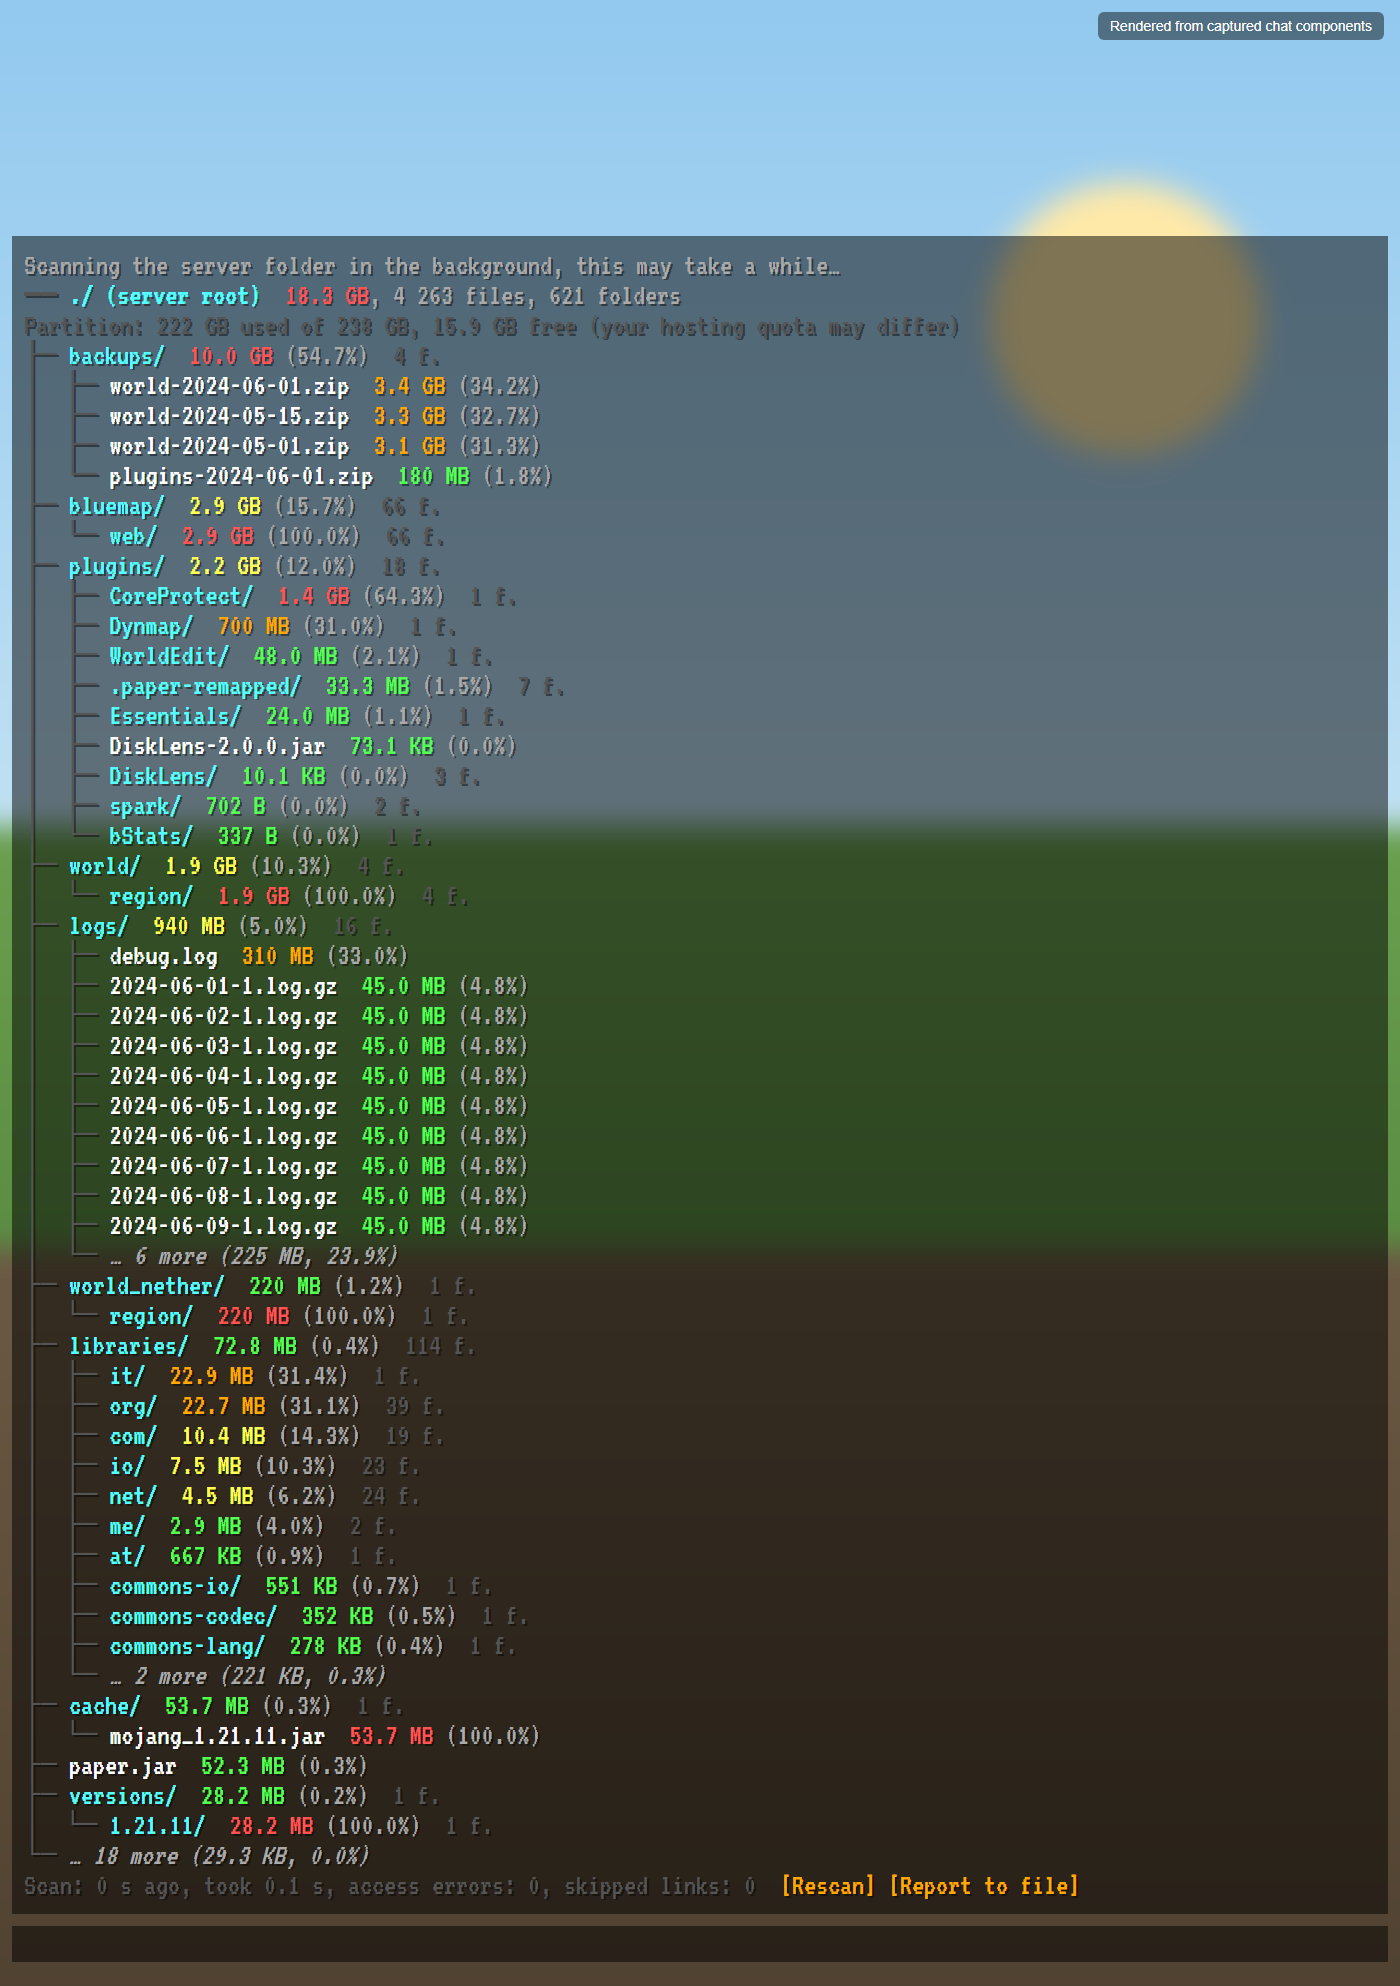 Rendered from captured chat components
Scanning the server folder in the background, this may take a while…
./ (server root) 18.3 GB, 4 263 files, 621 folders
Partition: 222 GB used of 238 GB, 15.9 GB free (your hosting quota may differ)
backups/ 10.0 GB (54.7%) 4 f.
world-2024-06-01.zip 3.4 GB (34.2%)
world-2024-05-15.zip 3.3 GB (32.7%)
world-2024-05-01.zip 3.1 GB (31.3%)
plugins-2024-06-01.zip 180 MB (1.8%)
bluemap/ 2.9 GB (15.7%) 66 f.
web/ 2.9 GB (100.0%) 66 f.
plugins/ 2.2 GB (12.0%) 18 f.
CoreProtect/ 1.4 GB (64.3%) 1 f.
Dynmap/ 700 MB (31.0%) 1 f.
WorldEdit/ 48.0 MB (2.1%) 1 f.
.paper-remapped/ 33.3 MB (1.5%) 7 f.
Essentials/ 24.0 MB (1.1%) 1 f.
DiskLens-2.0.0.jar 73.1 KB (0.0%)
DiskLens/ 10.1 KB (0.0%) 3 f.
spark/ 702 B (0.0%) 2 f.
bStats/ 337 B (0.0%) 1 f.
world/ 1.9 GB (10.3%) 4 f.
region/ 1.9 GB (100.0%) 4 f.
logs/ 940 MB (5.0%) 16 f.
debug.log 310 MB (33.0%)
2024-06-01-1.log.gz 45.0 MB (4.8%)
2024-06-02-1.log.gz 45.0 MB (4.8%)
2024-06-03-1.log.gz 45.0 MB (4.8%)
2024-06-04-1.log.gz 45.0 MB (4.8%)
2024-06-05-1.log.gz 45.0 MB (4.8%)
2024-06-06-1.log.gz 45.0 MB (4.8%)
2024-06-07-1.log.gz 45.0 MB (4.8%)
2024-06-08-1.log.gz 45.0 MB (4.8%)
2024-06-09-1.log.gz 45.0 MB (4.8%)
… 6 more (225 MB, 23.9%)
world_nether/ 220 MB (1.2%) 1 f.
region/ 220 MB (100.0%) 1 f.
libraries/ 72.8 MB (0.4%) 114 f.
it/ 22.9 MB (31.4%) 1 f.
org/ 22.7 MB (31.1%) 39 f.
com/ 10.4 MB (14.3%) 19 f.
io/ 7.5 MB (10.3%) 23 f.
net/ 4.5 MB (6.2%) 24 f.
me/ 2.9 MB (4.0%) 2 f.
at/ 667 KB (0.9%) 1 f.
commons-io/ 551 KB (0.7%) 1 f.
commons-codec/ 352 KB (0.5%) 1 f.
commons-lang/ 278 KB (0.4%) 1 f.
… 2 more (221 KB, 0.3%)
cache/ 53.7 MB (0.3%) 1 f.
mojang_1.21.11.jar 53.7 MB (100.0%)
paper.jar 52.3 MB (0.3%)
versions/ 28.2 MB (0.2%) 1 f.
1.21.11/ 28.2 MB (100.0%) 1 f.
… 18 more (29.3 KB, 0.0%)
Scan: 0 s ago, took 0.1 s, access errors: 0, skipped links: 0 [Rescan] [Report to file]